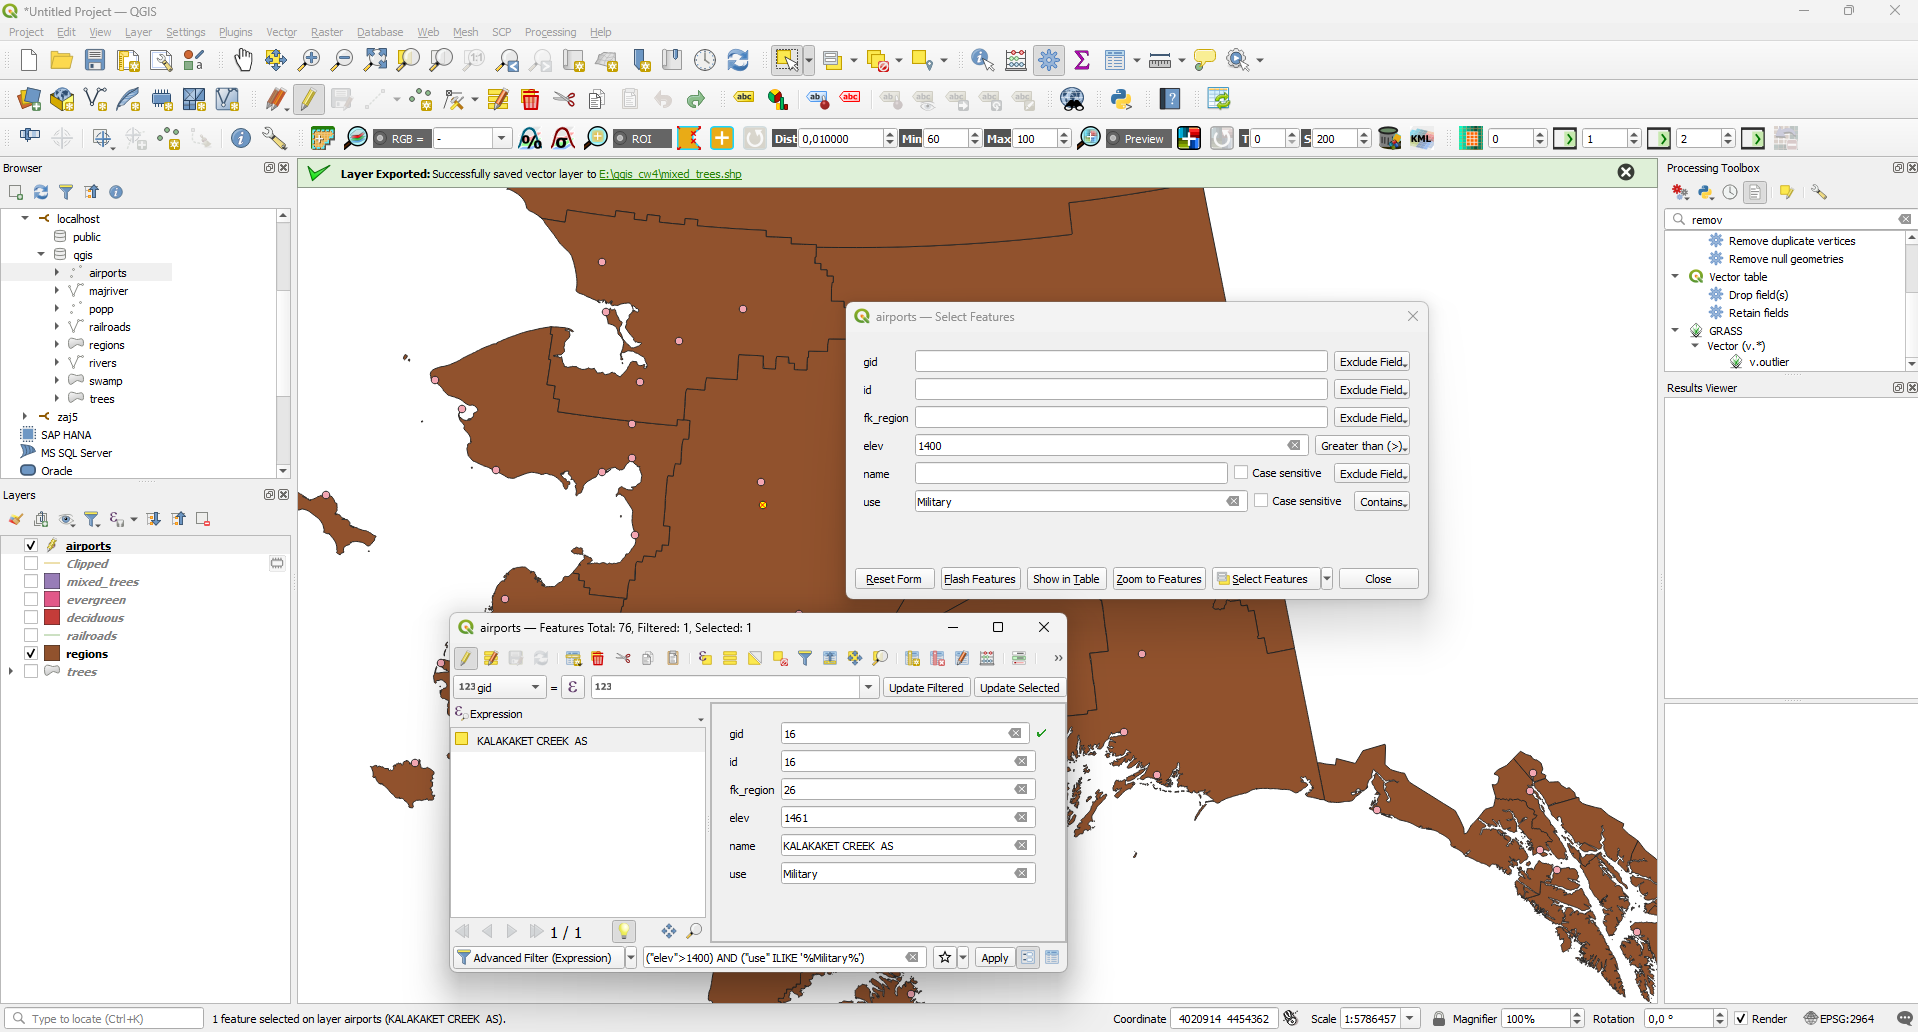 *Untitled Project — QGIS
Project Edit View Layer Settings Plugins Vector Raster Database Web Mesh SCP Processing Help
RGB = - ROI Dist 0,010000 Min 60 Max 100 Preview T 0 S 200 KML 0 1 2
Browser
localhost
public
qgis
airports
majriver
popp
railroads
regions
rivers
swamp
trees
zaj5
SAP HANA
MS SQL Server
Oracle
Layers
airports
Clipped
mixed_trees
evergreen
deciduous
railroads
regions
trees
Layer Exported: Successfully saved vector layer to E:\qgis_cw4\mixed_trees.shp
airports — Select Features
gid Exclude Field
id Exclude Field
fk_region Exclude Field
elev 1400 Greater than (>)
name Case sensitive Exclude Field
use Military Case sensitive Contains
Reset Form Flash Features Show in Table Zoom to Features Select Features Close
airports — Features Total: 76, Filtered: 1, Selected: 1
123 gid = ε 123 Update Filtered Update Selected
Expression
KALAKAKET CREEK AS
gid 16
id 16
fk_region 26
elev 1461
name KALAKAKET CREEK AS
use Military
1 / 1
Advanced Filter (Expression) ("elev">1400) AND ("use" ILIKE '%Military%') Apply
Processing Toolbox
remov
Remove duplicate vertices
Remove null geometries
Vector table
Drop field(s)
Retain fields
GRASS
Vector (v.*)
v.outlier
Results Viewer
Type to locate (Ctrl+K) 1 feature selected on layer airports (KALAKAKET CREEK AS). Coordinate 4020914 4454362 Scale 1:5786457 Magnifier 100% Rotation 0,0 ° Render EPSG:2964